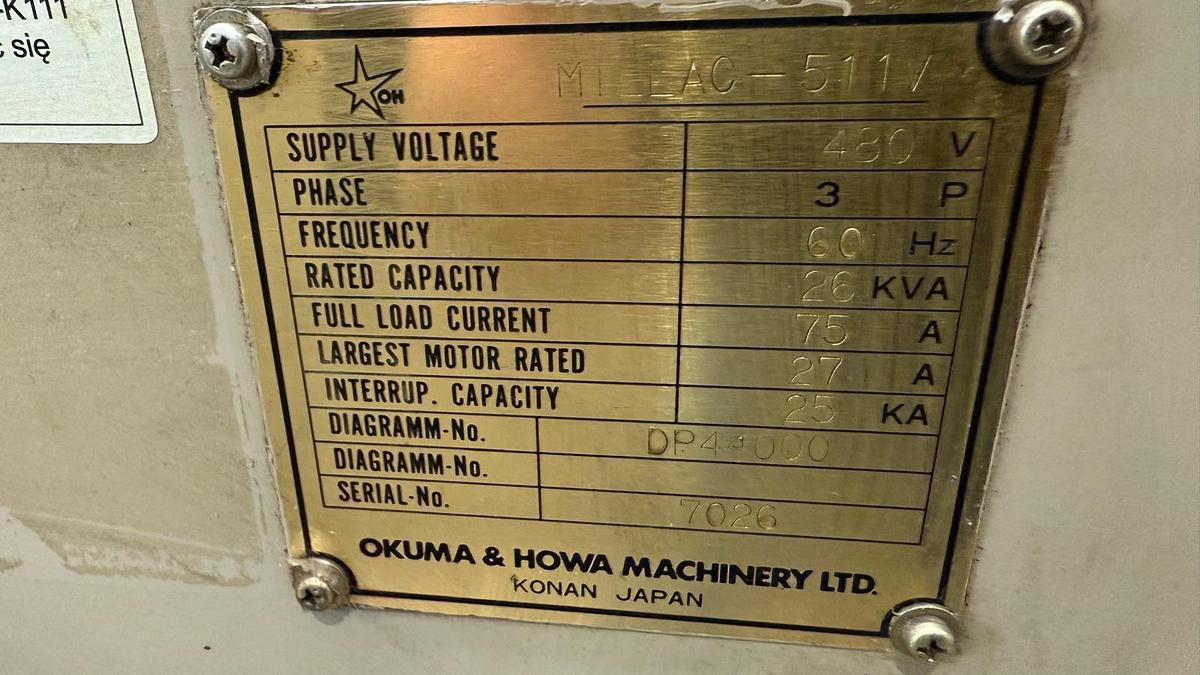 K111
się
OH
MILLAC-511V
SUPPLY VOLTAGE 480 V
PHASE 3 P
FREQUENCY 60 Hz
RATED CAPACITY 26 KVA
FULL LOAD CURRENT 75 A
LARGEST MOTOR RATED 27 A
INTERRUP. CAPACITY 25 KA
DIAGRAMM-No. DP44000
DIAGRAMM-No.
SERIAL-No. 7026
OKUMA & HOWA MACHINERY LTD.
KONAN JAPAN